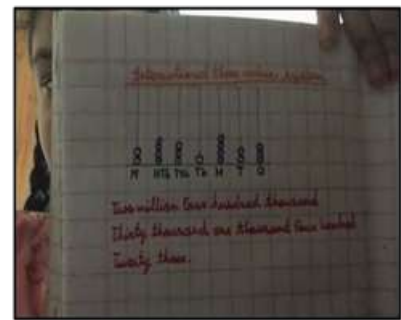 International place value system
M HTh TTh Th H T O
Two million four hundred thousand
Thirty thousand one thousand four hundred
Twenty three.